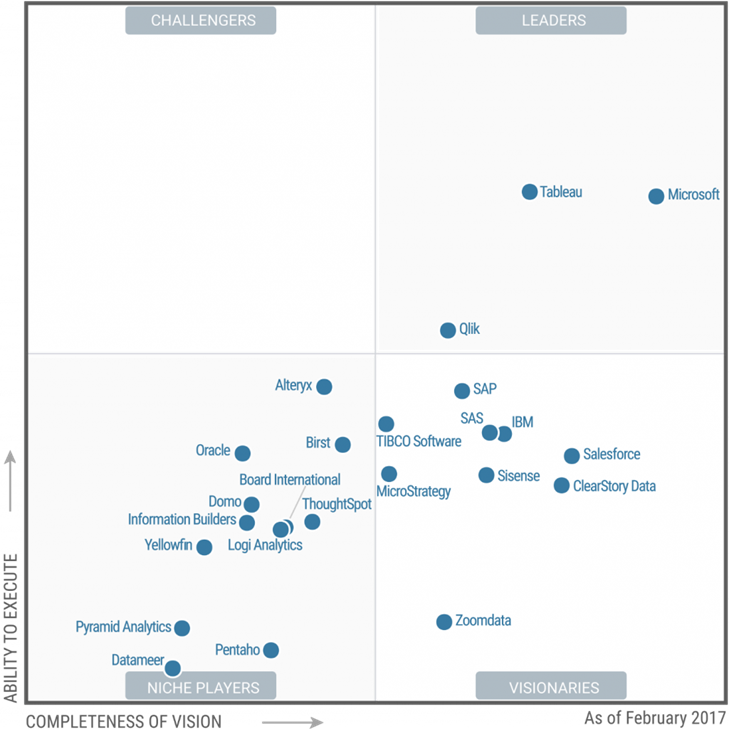 CHALLENGERS
LEADERS
Tableau
Microsoft
Qlik
Alteryx
SAP
SAS
IBM
TIBCO Software
Birst
Oracle
Salesforce
Board International
Sisense
ClearStory Data
MicroStrategy
Domo
ThoughtSpot
Information Builders
Yellowfin
Logi Analytics
Zoomdata
Pyramid Analytics
Pentaho
Datameer
NICHE PLAYERS
VISIONARIES
ABILITY TO EXECUTE
COMPLETENESS OF VISION
As of February 2017